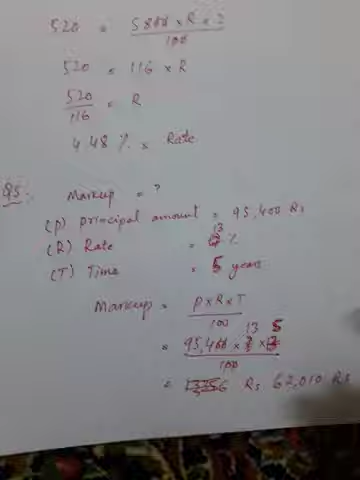 520 = 5800 × R × 2
100
520 = 116 × R
520
116 = R
4.48 % × Rate
Q5: Markup = ?
(P) principal amount = 95,400 Rs
(R) Rate = 13 %
(T) Time = 5 years
Markup = P×R×T
100
= 95,400 × 13 × 5
100
= Rs 62,010 Rs